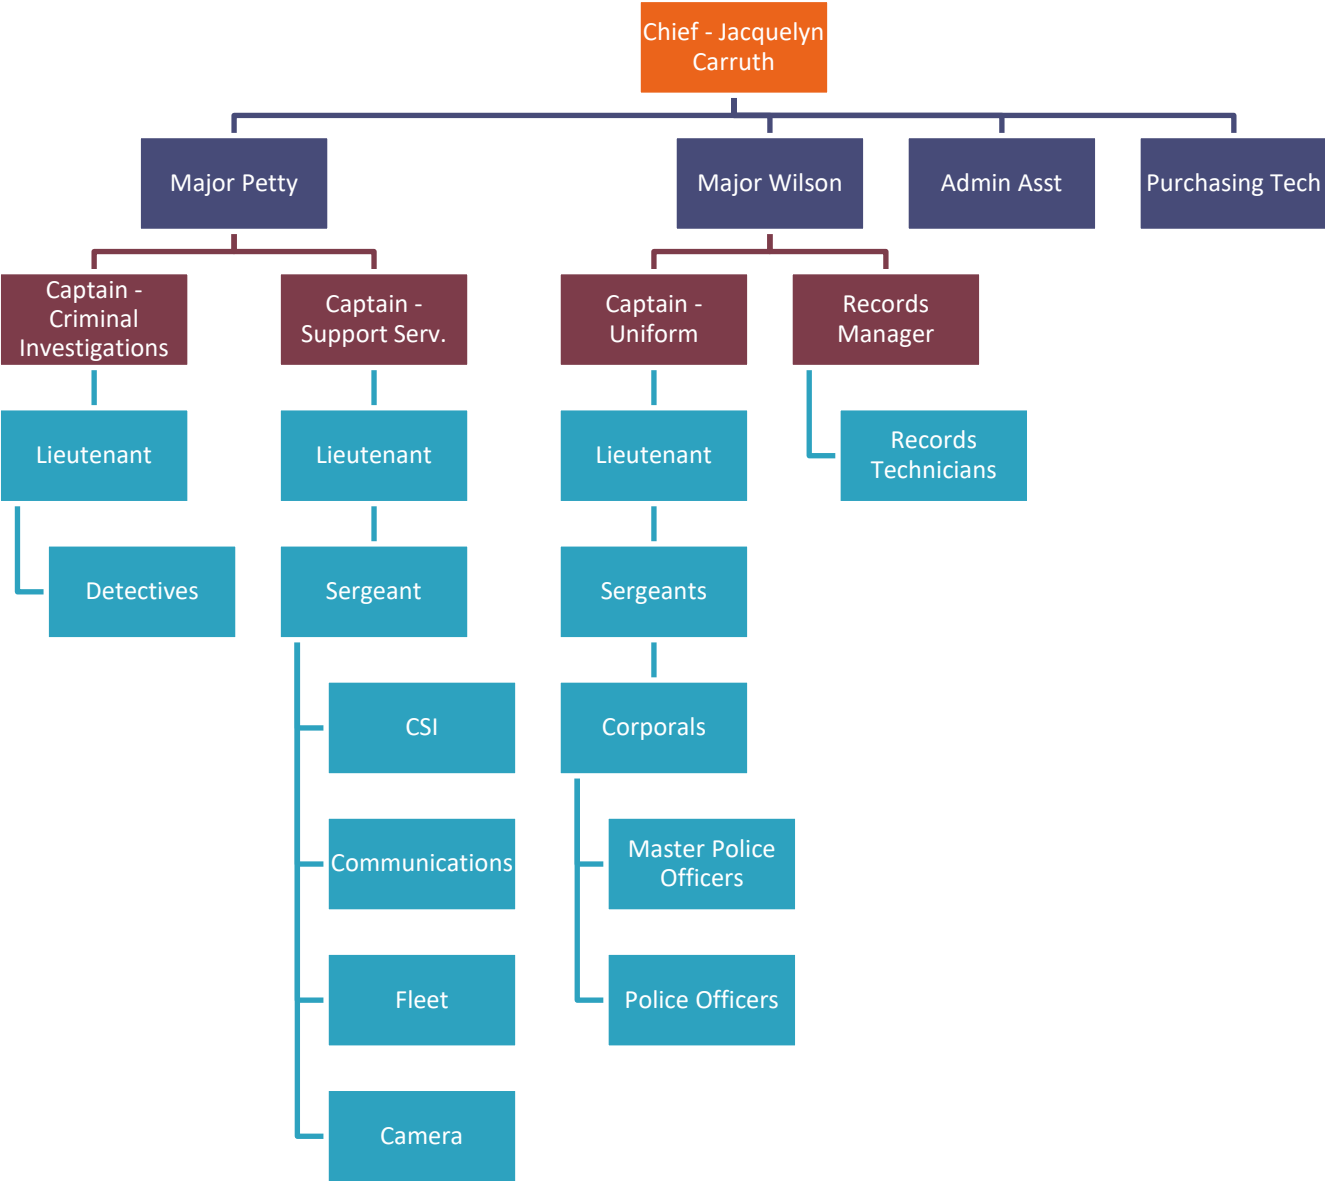 Chief - Jacquelyn
Carruth
Major Petty
Major Wilson
Admin Asst
Purchasing Tech
Captain -
Criminal
Investigations
Captain -
Support Serv.
Captain -
Uniform
Records
Manager
Lieutenant
Lieutenant
Lieutenant
Records
Technicians
Detectives
Sergeant
Sergeants
CSI
Corporals
Communications
Master Police
Officers
Fleet
Police Officers
Camera